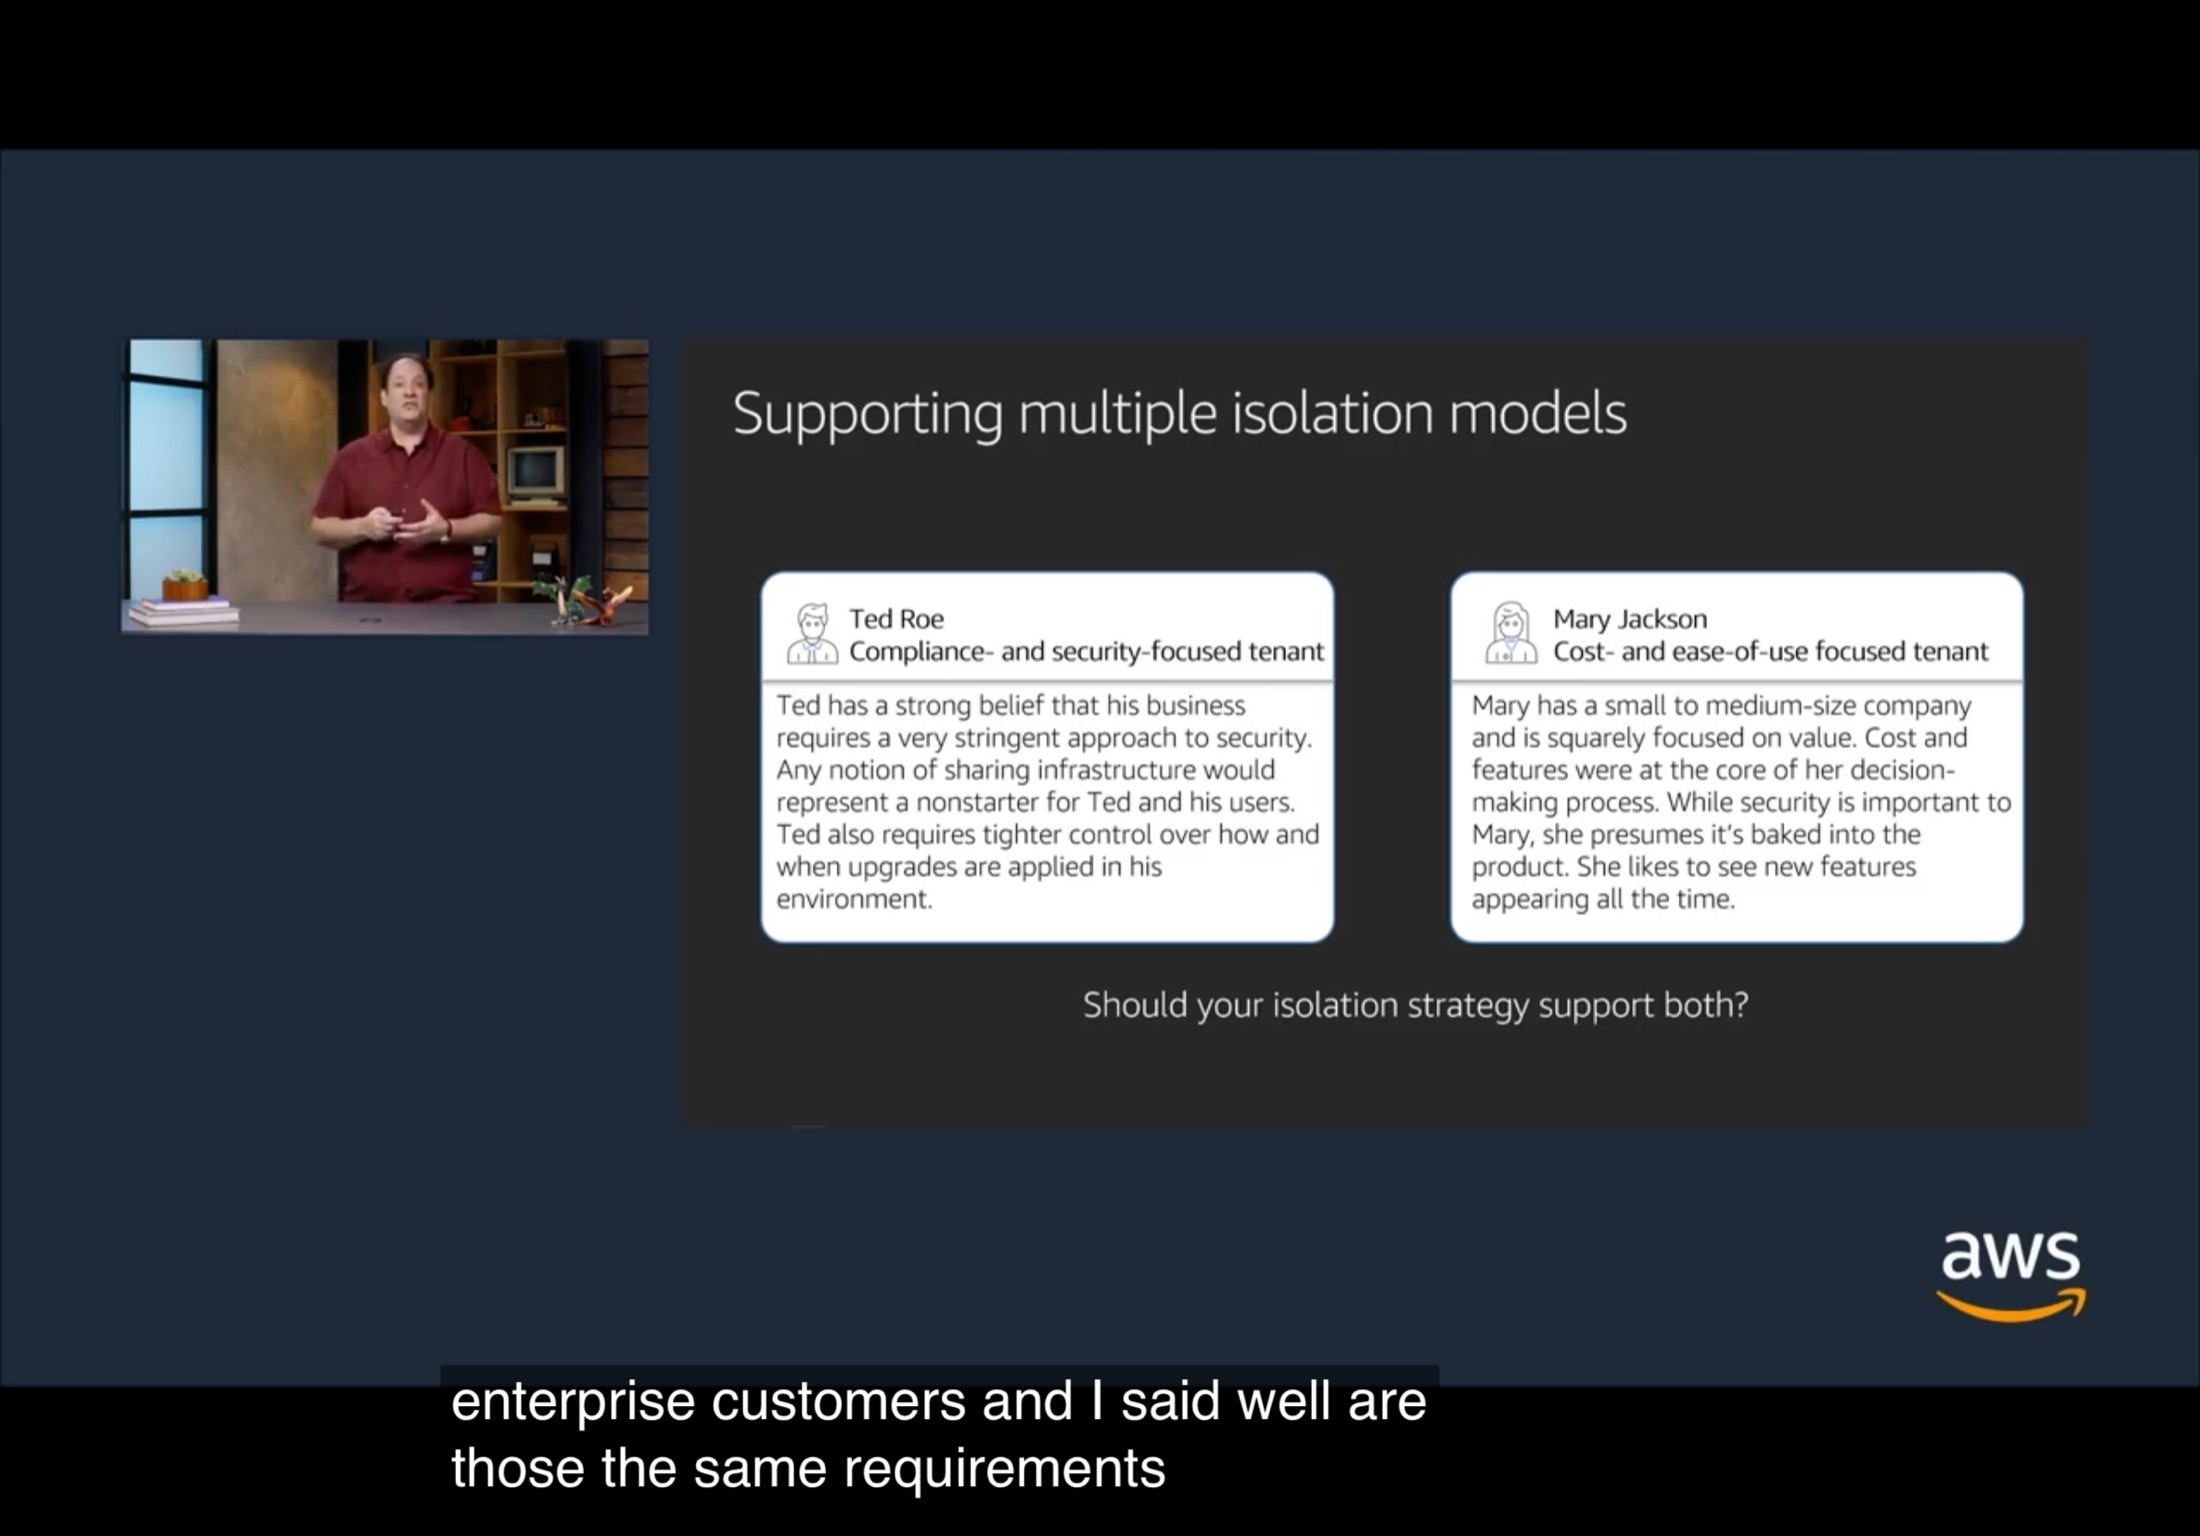 Supporting multiple isolation models
Ted Roe
Compliance- and security-focused tenant
Ted has a strong belief that his business
requires a very stringent approach to security.
Any notion of sharing infrastructure would
represent a nonstarter for Ted and his users.
Ted also requires tighter control over how and
when upgrades are applied in his
environment.
Mary Jackson
Cost- and ease-of-use focused tenant
Mary has a small to medium-size company
and is squarely focused on value. Cost and
features were at the core of her decision-
making process. While security is important to
Mary, she presumes it’s baked into the
product. She likes to see new features
appearing all the time.
Should your isolation strategy support both?
aws
enterprise customers and I said well are
those the same requirements